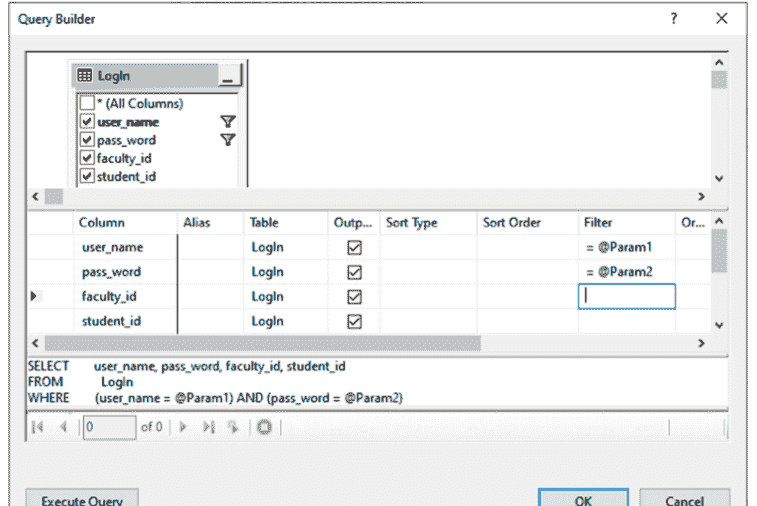 Query Builder ? X
LogIn
* (All Columns)
user_name
pass_word
faculty_id
student_id
Column Alias Table Outp... Sort Type Sort Order Filter Or...
user_name LogIn = @Param1
pass_word LogIn = @Param2
faculty_id LogIn
student_id LogIn
SELECT user_name, pass_word, faculty_id, student_id
FROM LogIn
WHERE (user_name = @Param1) AND (pass_word = @Param2)
0 of 0
Execute Query OK Cancel